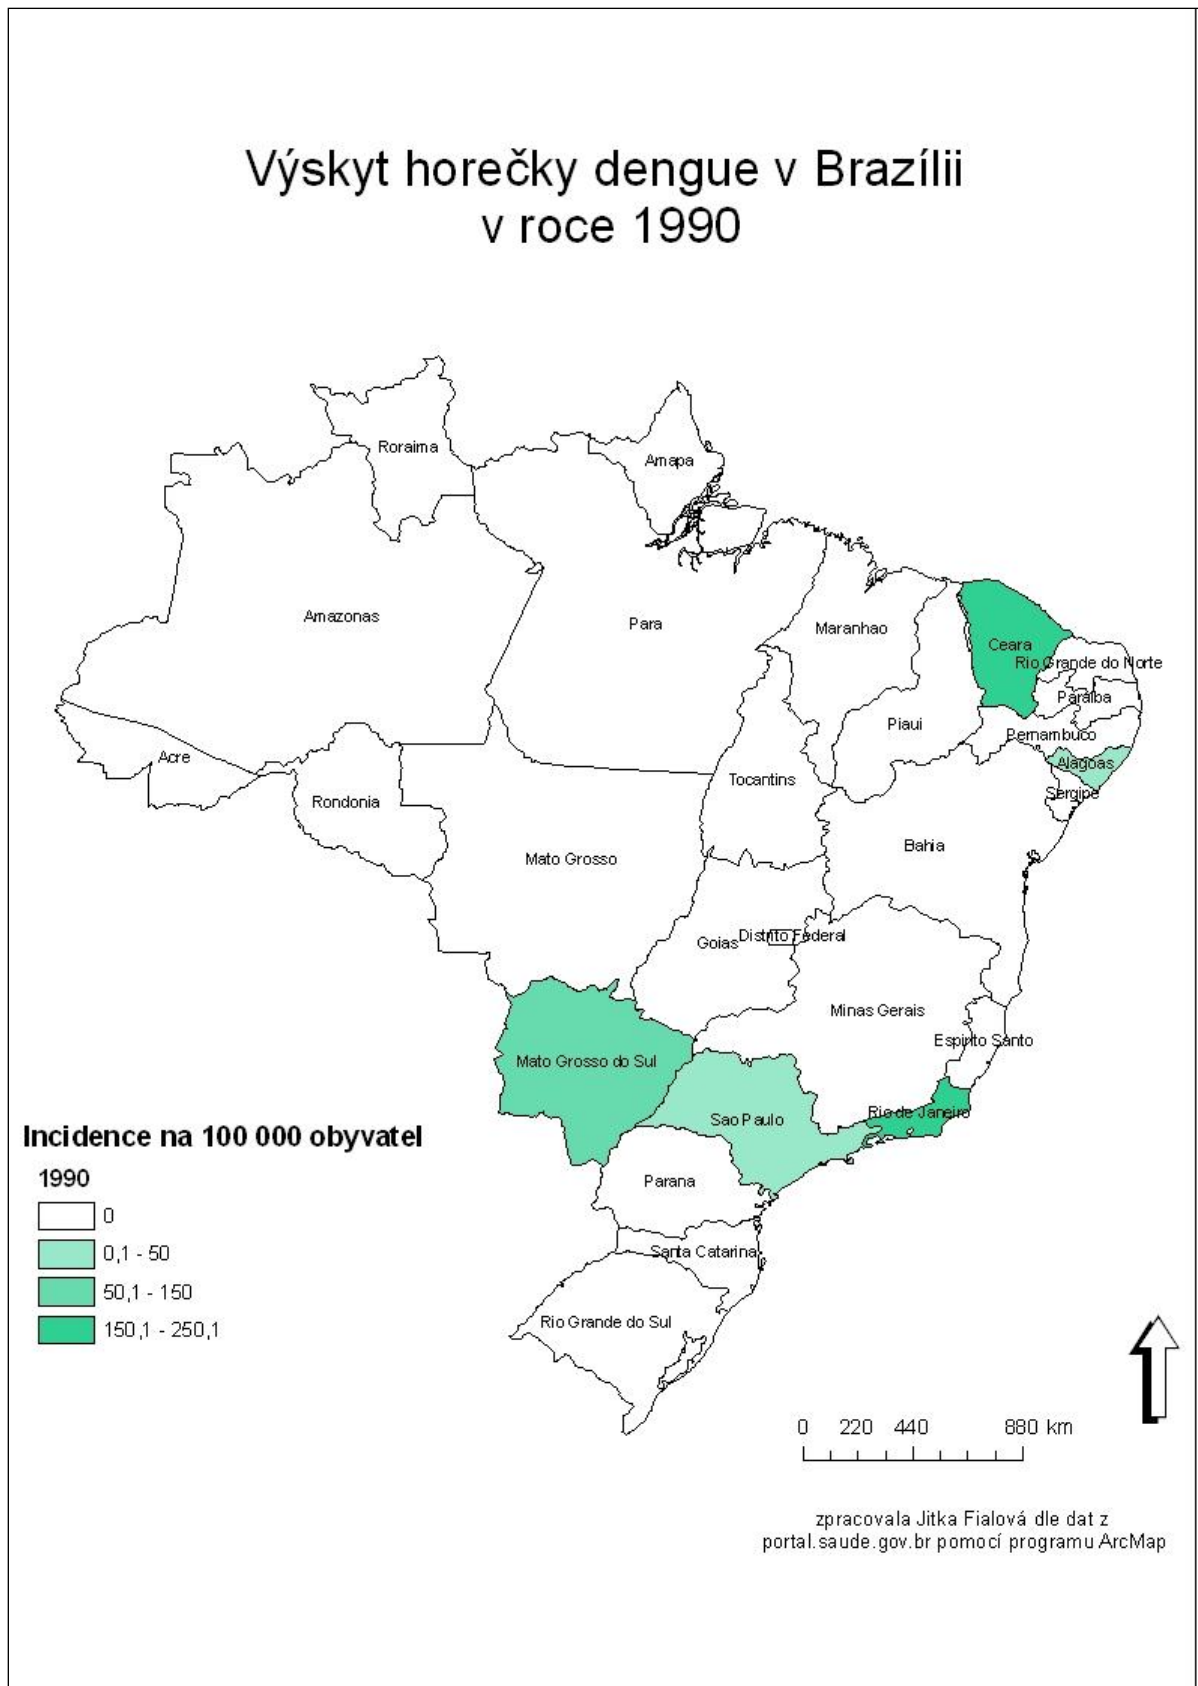 Výskyt horečky dengue v Brazílii
v roce 1990
Roraima
Amapa
Amazonas
Para
Maranhao
Ceara
Rio Grande do Norte
Paraiba
Piaui
Pernambuco
Acre
Alagoas
Tocantins
Sergipe
Rondonia
Bahia
Mato Grosso
Distrito Federal
Goias
Minas Gerais
Espirito Santo
Mato Grosso do Sul
Rio de Janeiro
Sao Paulo
Incidence na 100 000 obyvatel
1990
0
0,1 - 50
50,1 - 150
150,1 - 250,1
Parana
Santa Catarina
Rio Grande do Sul
0 220 440 880 km
zpracovala Jitka Fialová dle dat z
portal.saude.gov.br pomocí programu ArcMap